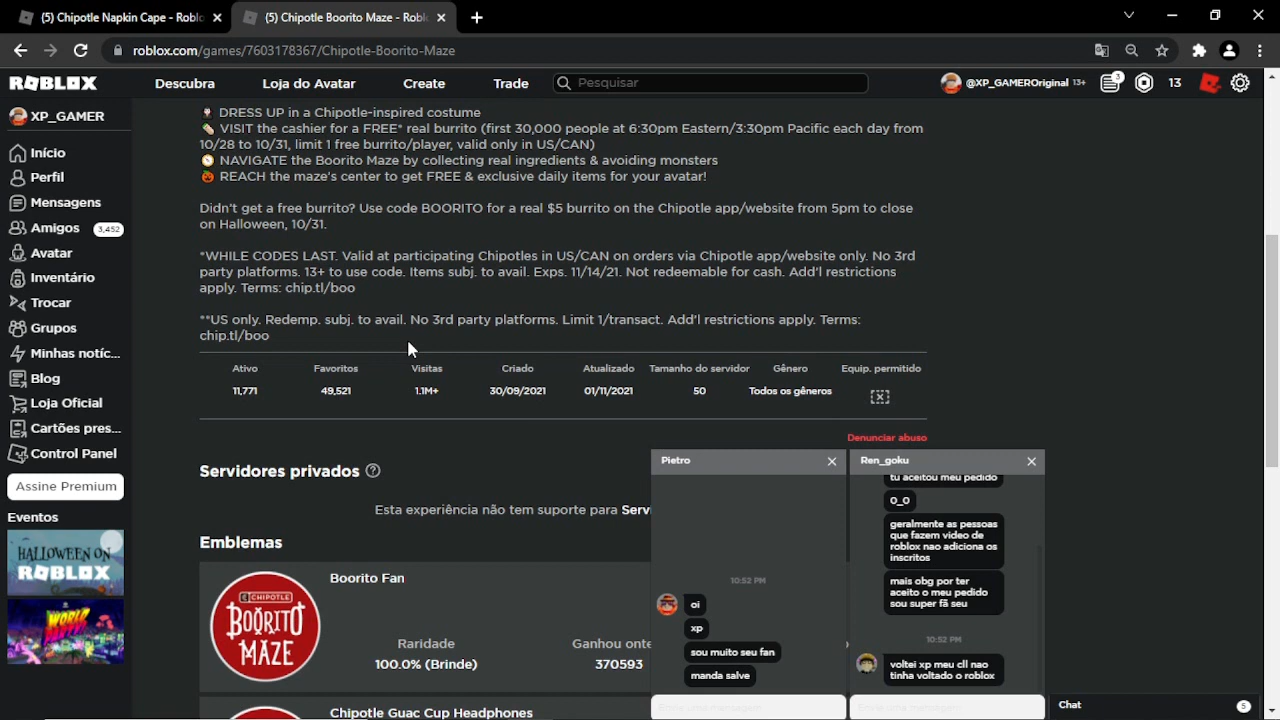 (5) Chipotle Napkin Cape - Roblo
(5) Chipotle Boorito Maze - Robl
roblox.com/games/7603178367/Chipotle-Boorito-Maze
ROBLOX
Descubra
Loja do Avatar
Create
Trade
Pesquisar
@XP_GAMEROriginal 13+
3
13
XP_GAMER
Início
Perfil
Mensagens
Amigos
3,452
Avatar
Inventário
Trocar
Grupos
Minhas notíc...
Blog
Loja Oficial
Cartões pres...
Control Panel
Assine Premium
Eventos
HALLOWEEN ON
ROBLOX
WORLD
DRESS UP in a Chipotle-inspired costume
VISIT the cashier for a FREE* real burrito (first 30,000 people at 6:30pm Eastern/3:30pm Pacific each day from
10/28 to 10/31, limit 1 free burrito/player, valid only in US/CAN)
NAVIGATE the Boorito Maze by collecting real ingredients & avoiding monsters
REACH the maze's center to get FREE & exclusive daily items for your avatar!
Didn't get a free burrito? Use code BOORITO for a real $5 burrito on the Chipotle app/website from 5pm to close
on Halloween, 10/31.
*WHILE CODES LAST. Valid at participating Chipotles in US/CAN on orders via Chipotle app/website only. No 3rd
party platforms. 13+ to use code. Items subj. to avail. Exps. 11/14/21. Not redeemable for cash. Add'l restrictions
apply. Terms: chip.tl/boo
**US only. Redemp. subj. to avail. No 3rd party platforms. Limit 1/transact. Add'l restrictions apply. Terms:
chip.tl/boo
Ativo
Favoritos
Visitas
Criado
Atualizado
Tamanho do servidor
Gênero
Equip. permitido
11,771
49,521
1.1M+
30/09/2021
01/11/2021
50
Todos os gêneros
Denunciar abuso
Servidores privados
Esta experiência não tem suporte para Serv
Emblemas
CHIPOTLE
BOORITO
MAZE
Boorito Fan
Raridade
100.0% (Brinde)
Ganhou onte
370593
Chipotle Guac Cup Headphones
Pietro
10:52 PM
oi
xp
sou muito seu fan
manda salve
Envie uma mensagem
Ren_goku
tu aceitou meu pedido
O_O
geralmente as pessoas
que fazem video de
roblox nao adiciona os
inscritos
mais obg por ter
aceito o meu pedido
sou super fã seu
10:52 PM
voltei xp meu cll nao
tinha voltado o roblox
Envie uma mensagem
Chat
5